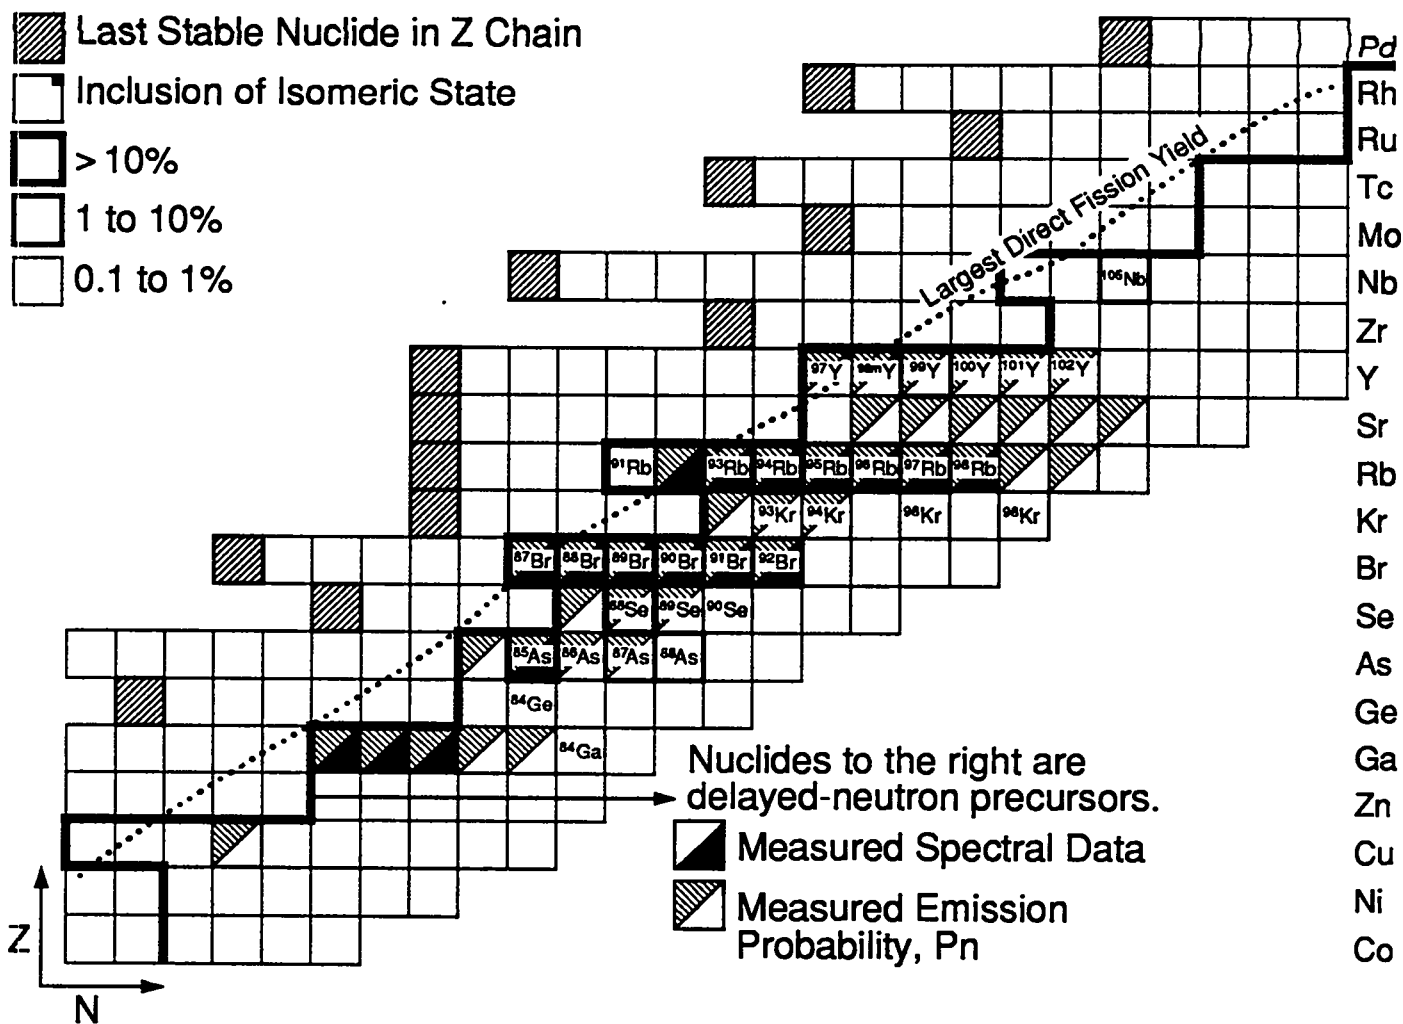 Last Stable Nuclide in Z Chain
Inclusion of Isomeric State
> 10%
1 to 10%
0.1 to 1%
Pd
Rh
Ru
Tc
Mo
Nb
Zr
Y
Sr
Rb
Kr
Br
Se
As
Ge
Ga
Zn
Cu
Ni
Co
Largest Direct Fission Yield
105Nb
97Y 98mY 99Y 100Y 101Y 102Y
91Rb 93Rb 94Rb 95Rb 96Rb 97Rb 98Rb
93Kr 94Kr 96Kr 98Kr
87Br 88Br 89Br 90Br 91Br 92Br
88Se 89Se 90Se
85As 86As 87As 88As
84Ge
84Ga
Nuclides to the right are
delayed-neutron precursors.
Measured Spectral Data
Measured Emission
Probability, Pn
Z
N